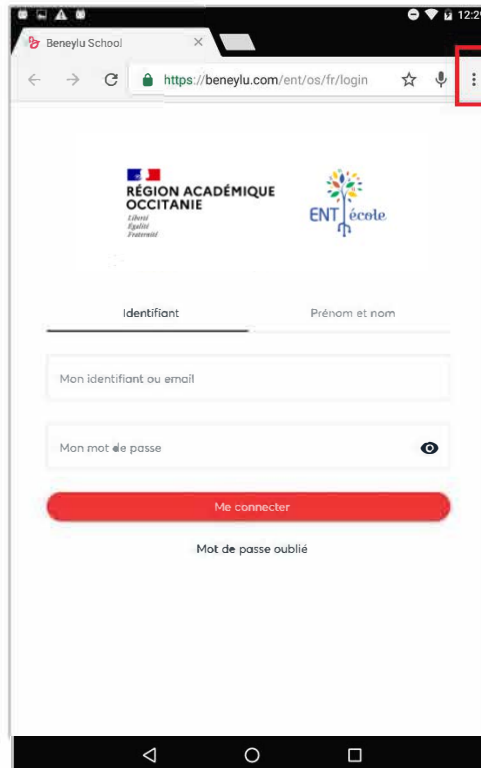 12:29
Beneylu School
https://beneylu.com/ent/os/fr/login
RÉGION ACADÉMIQUE
OCCITANIE
Liberté
Égalité
Fraternité
ENT école
Identifiant
Prénom et nom
Mon identifiant ou email
Mon mot de passe
Me connecter
Mot de passe oublié